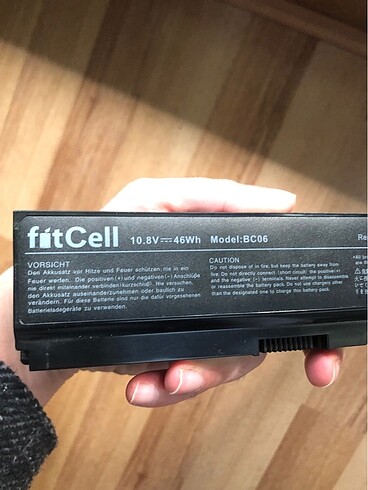 fitCell 10.8V⎓46Wh Model:BC06 Re
VORSICHT
Den Akkusatz vor Hitze und Feuer schützen, nie in ein
Feuer werfen. Die positiven(+)und negativen(-)Anschlüße
nie direkt miteinander verbinden(kurzschließ). Nie versuchen,
den Akkusatz auseinanderzunehmen oder baulich zu
verändern. Für diese Batterie sind nur die dafür vorgesehenen
Batterieladegeräte zu verwenden.
CAUTION
Do not dispose of in fire, but keep the battery away from
fire. Do not directly connect (short circuit) the positive(+)
and the negative (-) terminals. Never attempt to disassemble
or reassemble the battery pack. Do not use chargers other
than the designated one to charge this battery pack.